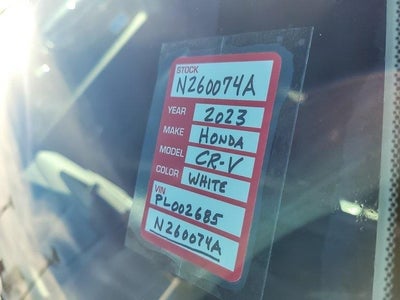 STOCK
N260074A
YEAR 2023
MAKE HONDA
MODEL CR-V
COLOR WHITE
VIN
PL002685
N260074A